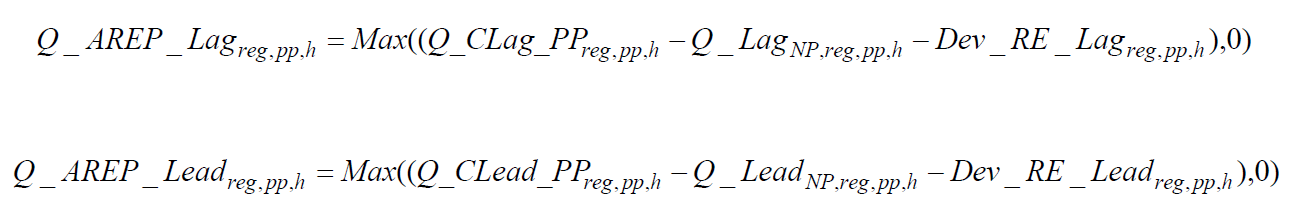 Q_AREP_Lag_{reg,pp,h} = Max((Q_CLag_PP_{reg,pp,h} − Q_Lag_{NP,reg,pp,h} − Dev_RE_Lag_{reg,pp,h}),0)
Q_AREP_Lead_{reg,pp,h} = Max((Q_CLead_PP_{reg,pp,h} − Q_Lead_{NP,reg,pp,h} − Dev_RE_Lead_{reg,pp,h}),0)